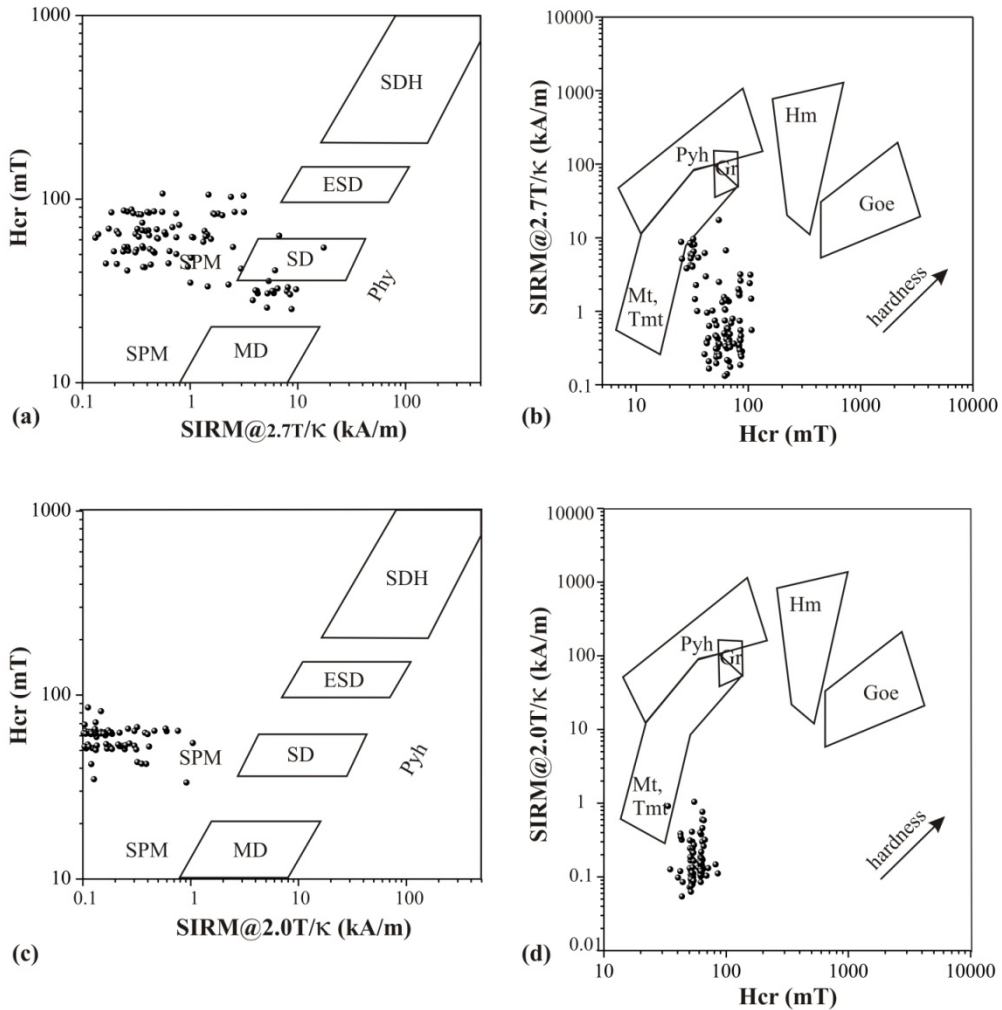 1000
SDH
Hcr (mT)
100
ESD
SPM
SD
Phy
SPM
MD
10
0.1
1
10
100
(a)
SIRM@2.7T/κ (kA/m)
10000
SIRM@2.7T/κ (kA/m)
1000
Hm
Pyh
Gr
100
Goe
10
Mt,
Tmt
hardness
1
0.1
10
100
1000
10000
(b)
Hcr (mT)
1000
SDH
Hcr (mT)
100
ESD
SPM
SD
Pyh
SPM
MD
10
0.1
1
10
100
(c)
SIRM@2.0T/κ (kA/m)
10000
SIRM@2.0T/κ (kA/m)
1000
Hm
Pyh
Gr
100
Goe
10
Mt,
Tmt
1
hardness
0.1
0.01
10
100
1000
10000
(d)
Hcr (mT)